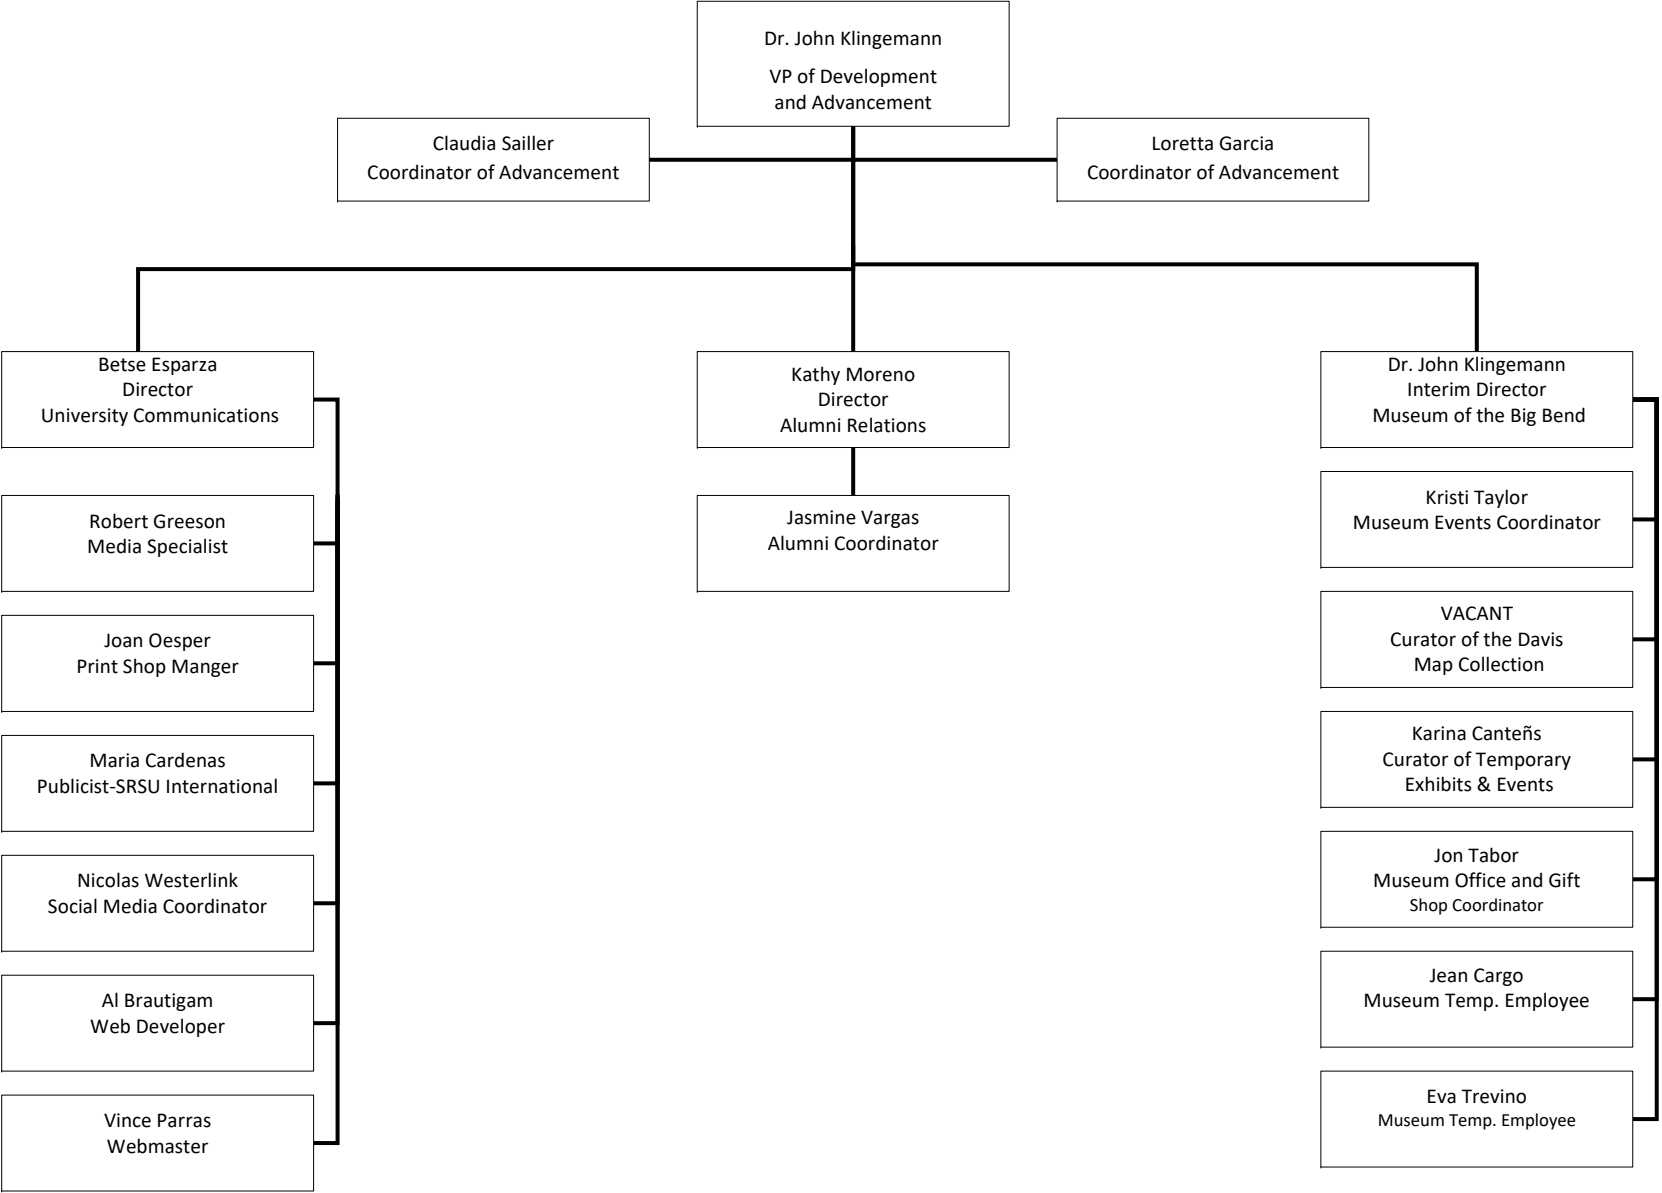 Dr. John Klingemann
VP of Development
and Advancement
Claudia Sailler
Coordinator of Advancement
Loretta Garcia
Coordinator of Advancement
Betse Esparza
Director
University Communications
Robert Greeson
Media Specialist
Joan Oesper
Print Shop Manger
Maria Cardenas
Publicist-SRSU International
Nicolas Westerlink
Social Media Coordinator
Al Brautigam
Web Developer
Vince Parras
Webmaster
Kathy Moreno
Director
Alumni Relations
Jasmine Vargas
Alumni Coordinator
Dr. John Klingemann
Interim Director
Museum of the Big Bend
Kristi Taylor
Museum Events Coordinator
VACANT
Curator of the Davis
Map Collection
Karina Canteñs
Curator of Temporary
Exhibits & Events
Jon Tabor
Museum Office and Gift
Shop Coordinator
Jean Cargo
Museum Temp. Employee
Eva Trevino
Museum Temp. Employee